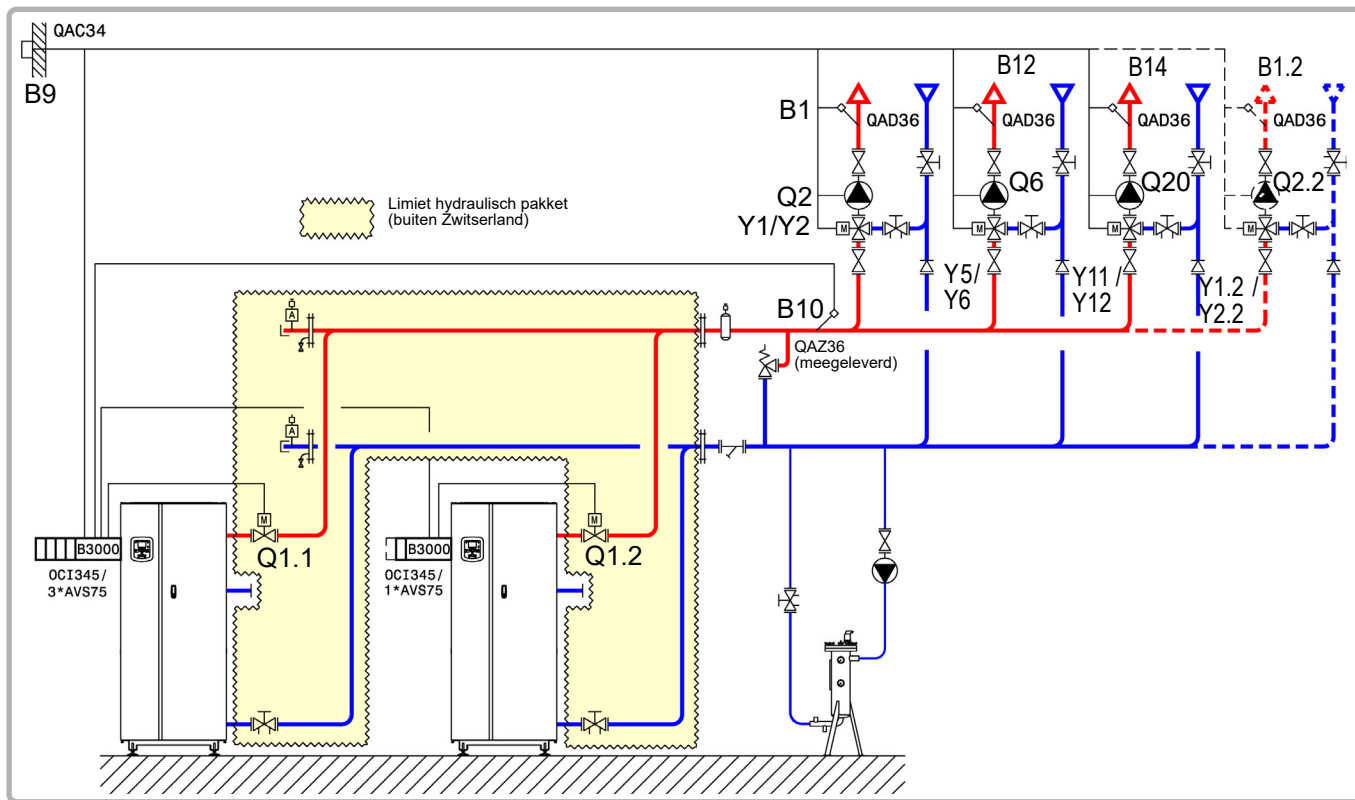 QAC34
B9
B12
B14
B1.2
B1
QAD36
QAD36
QAD36
QAD36
Q2
Q6
Q20
Q2.2
Y1/Y2
M
M
M
M
Limiet hydraulisch pakket
(buiten Zwitserland)
Y5/
Y6
Y11 /
Y12
Y1.2 /
Y2.2
B10
A
QAZ36
(meegeleverd)
A
M
M
B3000
Q1.1
B3000
Q1.2
OCI345/
3*AVS75
OCI345/
1*AVS75